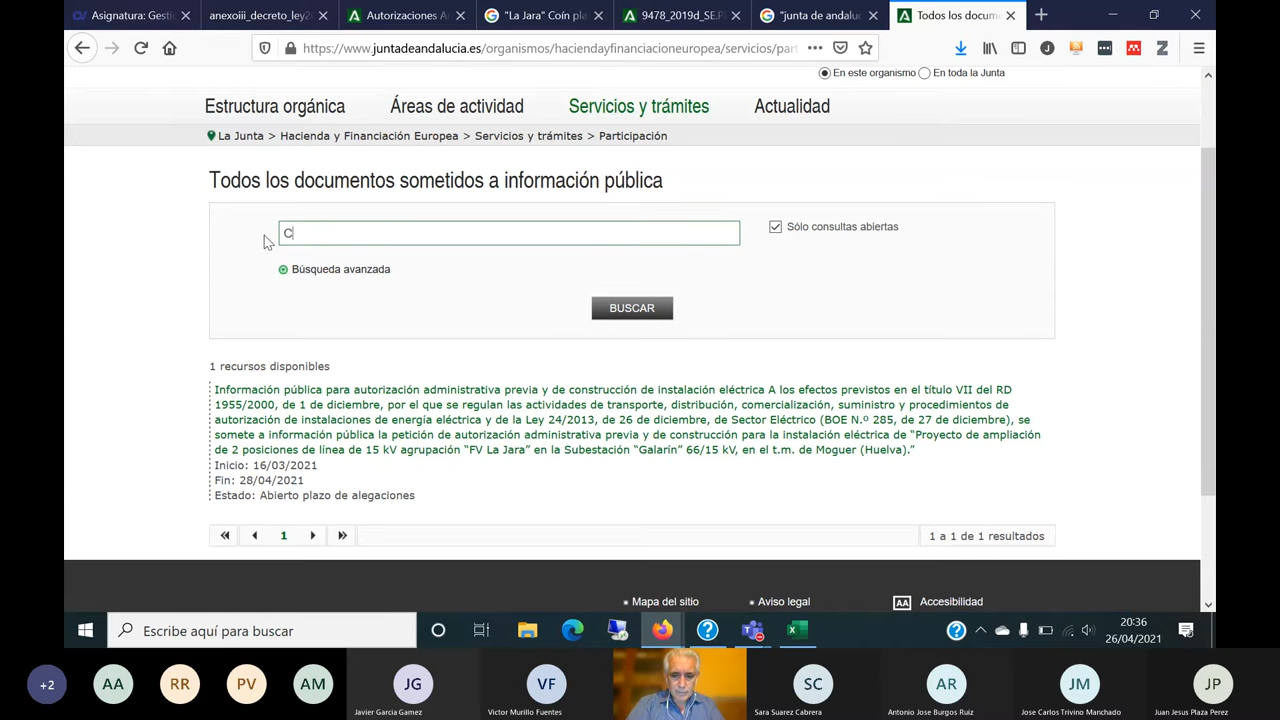 Asignatura: Gesti
anexoiii_decreto_ley2
Autorizaciones A
"La Jara" Coín pla
9478_2019d_SE.P
"junta de andaluc
Todos los docume
https://www.juntadeandalucia.es/organismos/haciendayfinanciacioneuropea/servicios/part
En este organismo En toda la Junta
Estructura orgánica Áreas de actividad Servicios y trámites Actualidad
La Junta > Hacienda y Financiación Europea > Servicios y trámites > Participación
Todos los documentos sometidos a información pública
C
Sólo consultas abiertas
Búsqueda avanzada
BUSCAR
1 recursos disponibles
Información pública para autorización administrativa previa y de construcción de instalación eléctrica A los efectos previstos en el título VII del RD
1955/2000, de 1 de diciembre, por el que se regulan las actividades de transporte, distribución, comercialización, suministro y procedimientos de
autorización de instalaciones de energía eléctrica y de la Ley 24/2013, de 26 de diciembre, de Sector Eléctrico (BOE N.º 285, de 27 de diciembre), se
somete a información pública la petición de autorización administrativa previa y de construcción para la instalación eléctrica de “Proyecto de ampliación
de 2 posiciones de línea de 15 kV agrupación “FV La Jara” en la Subestación “Galarín” 66/15 kV, en el t.m. de Moguer (Huelva).”
Inicio: 16/03/2021
Fin: 28/04/2021
Estado: Abierto plazo de alegaciones
1
1 a 1 de 1 resultados
Mapa del sitio Aviso legal AA Accesibilidad
Escribe aquí para buscar
20:36
26/04/2021
+2 AA RR PV AM JG VF SC AR JM JP
Javier Garcia Gamez Victor Murillo Fuentes Sara Suarez Cabrera Antonio Jose Burgos Ruiz Jose Carlos Trivino Manchado Juan Jesus Plaza Perez